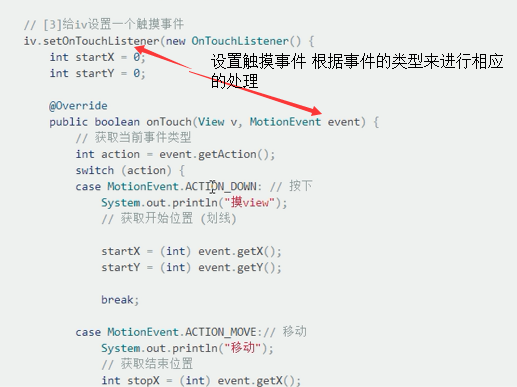 // [3]给iv设置一个触摸事件
iv.setOnTouchListener(new OnTouchListener() {
int startX = 0;
int startY = 0;
设置触摸事件 根据事件的类型来进行相应
的处理
@Override
public boolean onTouch(View v, MotionEvent event) {
// 获取当前事件类型
int action = event.getAction();
switch (action) {
case MotionEvent.ACTION_DOWN: // 按下
System.out.println("摸view");
// 获取开始位置 (划线)
startX = (int) event.getX();
startY = (int) event.getY();
break;
case MotionEvent.ACTION_MOVE:// 移动
System.out.println("移动");
// 获取结束位置
int stopX = (int) event.getX();